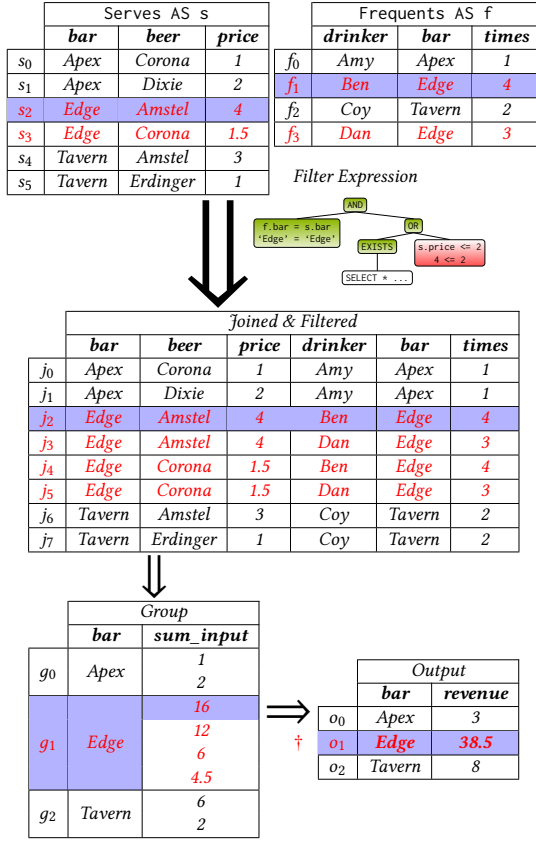 Serves AS s
bar beer price
s0 Apex Corona 1
s1 Apex Dixie 2
s2 Edge Amstel 4
s3 Edge Corona 1.5
s4 Tavern Amstel 3
s5 Tavern Erdinger 1
Frequents AS f
drinker bar times
f0 Amy Apex 1
f1 Ben Edge 4
f2 Coy Tavern 2
f3 Dan Edge 3
Filter Expression
AND
f.bar = s.bar
‘Edge’ = ‘Edge’
OR
EXISTS
s.price <= 2
4 <= 2
SELECT * ...
Joined & Filtered
bar beer price drinker bar times
j0 Apex Corona 1 Amy Apex 1
j1 Apex Dixie 2 Amy Apex 1
j2 Edge Amstel 4 Ben Edge 4
j3 Edge Amstel 4 Dan Edge 3
j4 Edge Corona 1.5 Ben Edge 4
j5 Edge Corona 1.5 Dan Edge 3
j6 Tavern Amstel 3 Coy Tavern 2
j7 Tavern Erdinger 1 Coy Tavern 2
Group
bar sum_input
g0 Apex
1
2
g1 Edge
16
12
6
4.5
g2 Tavern
6
2
†
Output
bar revenue
o0 Apex 3
o1 Edge 38.5
o2 Tavern 8